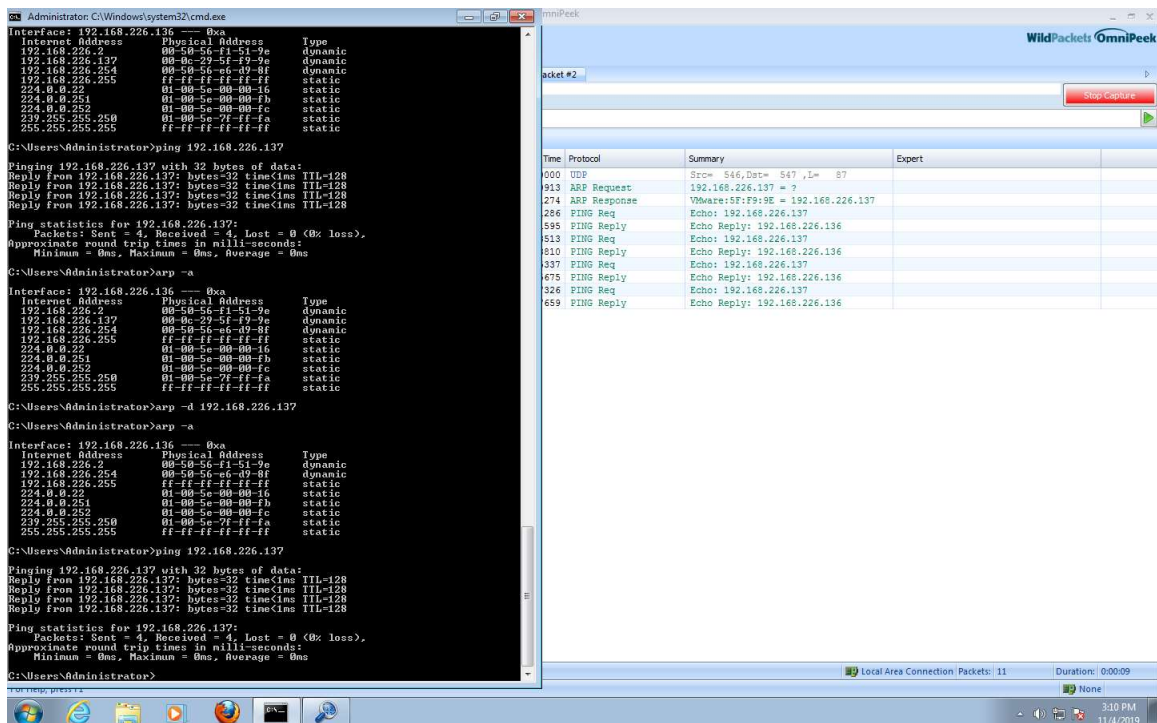 Administrator: C:\Windows\system32\cmd.exe
Interface: 192.168.226.136 --- 0xa
Internet Address Physical Address Type
192.168.226.2 00-50-56-f1-51-9e dynamic
192.168.226.137 00-0c-29-5f-f9-9e dynamic
192.168.226.254 00-50-56-e6-d9-8f dynamic
192.168.226.255 ff-ff-ff-ff-ff-ff static
224.0.0.22 01-00-5e-00-00-16 static
224.0.0.251 01-00-5e-00-00-fb static
224.0.0.252 01-00-5e-00-00-fc static
239.255.255.250 01-00-5e-7f-ff-fa static
255.255.255.255 ff-ff-ff-ff-ff-ff static
C:\Users\Administrator>ping 192.168.226.137
Pinging 192.168.226.137 with 32 bytes of data:
Reply from 192.168.226.137: bytes=32 time<1ms TTL=128
Reply from 192.168.226.137: bytes=32 time<1ms TTL=128
Reply from 192.168.226.137: bytes=32 time<1ms TTL=128
Reply from 192.168.226.137: bytes=32 time<1ms TTL=128
Ping statistics for 192.168.226.137:
Packets: Sent = 4, Received = 4, Lost = 0 (0% loss),
Approximate round trip times in milli-seconds:
Minimum = 0ms, Maximum = 0ms, Average = 0ms
C:\Users\Administrator>arp -a
Interface: 192.168.226.136 --- 0xa
Internet Address Physical Address Type
192.168.226.2 00-50-56-f1-51-9e dynamic
192.168.226.137 00-0c-29-5f-f9-9e dynamic
192.168.226.254 00-50-56-e6-d9-8f dynamic
192.168.226.255 ff-ff-ff-ff-ff-ff static
224.0.0.22 01-00-5e-00-00-16 static
224.0.0.251 01-00-5e-00-00-fb static
224.0.0.252 01-00-5e-00-00-fc static
239.255.255.250 01-00-5e-7f-ff-fa static
255.255.255.255 ff-ff-ff-ff-ff-ff static
C:\Users\Administrator>arp -d 192.168.226.137
C:\Users\Administrator>arp -a
Interface: 192.168.226.136 --- 0xa
Internet Address Physical Address Type
192.168.226.2 00-50-56-f1-51-9e dynamic
192.168.226.254 00-50-56-e6-d9-8f dynamic
192.168.226.255 ff-ff-ff-ff-ff-ff static
224.0.0.22 01-00-5e-00-00-16 static
224.0.0.251 01-00-5e-00-00-fb static
224.0.0.252 01-00-5e-00-00-fc static
239.255.255.250 01-00-5e-7f-ff-fa static
255.255.255.255 ff-ff-ff-ff-ff-ff static
C:\Users\Administrator>ping 192.168.226.137
Pinging 192.168.226.137 with 32 bytes of data:
Reply from 192.168.226.137: bytes=32 time<1ms TTL=128
Reply from 192.168.226.137: bytes=32 time<1ms TTL=128
Reply from 192.168.226.137: bytes=32 time<1ms TTL=128
Reply from 192.168.226.137: bytes=32 time<1ms TTL=128
Ping statistics for 192.168.226.137:
Packets: Sent = 4, Received = 4, Lost = 0 (0% loss),
Approximate round trip times in milli-seconds:
Minimum = 0ms, Maximum = 0ms, Average = 0ms
C:\Users\Administrator>
mniPeek
WildPackets OmniPeek
acket #2
Stop Capture
Time Protocol Summary Expert
0000 UDP Src= 546,Dst= 547 ,L= 87
0913 ARP Request 192.168.226.137 = ?
274 ARP Response VMware:5F:F9:9E = 192.168.226.137
286 PING Req Echo: 192.168.226.137
595 PING Reply Echo Reply: 192.168.226.136
513 PING Req Echo: 192.168.226.137
810 PING Reply Echo Reply: 192.168.226.136
337 PING Req Echo: 192.168.226.137
675 PING Reply Echo Reply: 192.168.226.136
326 PING Req Echo: 192.168.226.137
659 PING Reply Echo Reply: 192.168.226.136
Local Area Connection Packets: 11 Duration: 0:00:09
For Help, press F1
None
3:10 PM
11/4/2019